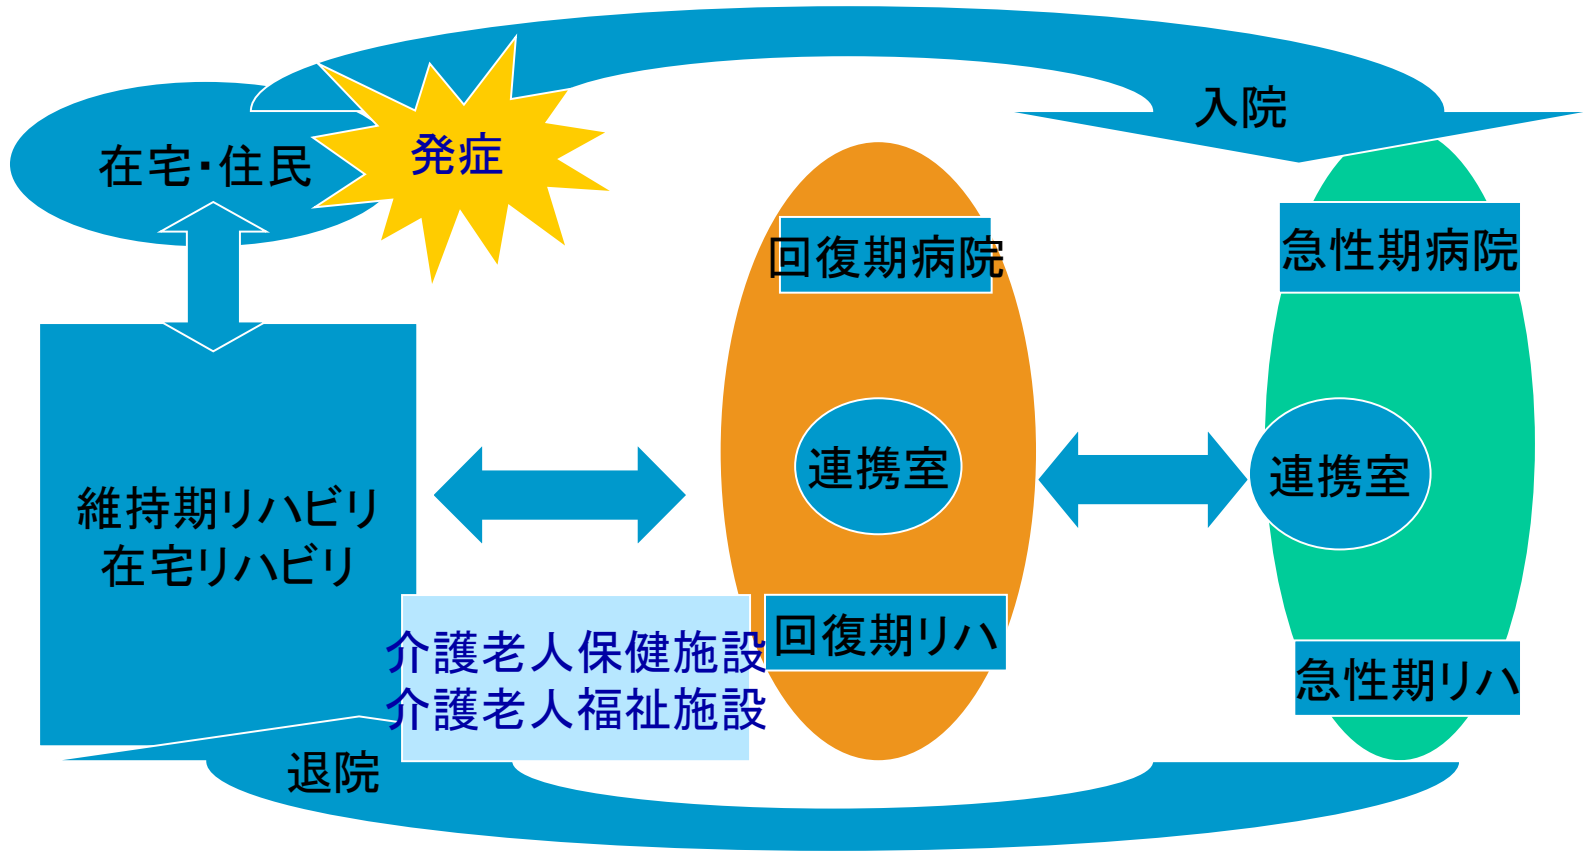 入院
発症
在宅・住民
回復期病院
急性期病院
連携室
連携室
維持期リハビリ
在宅リハビリ
回復期リハ
介護老人保健施設
介護老人福祉施設
急性期リハ
退院